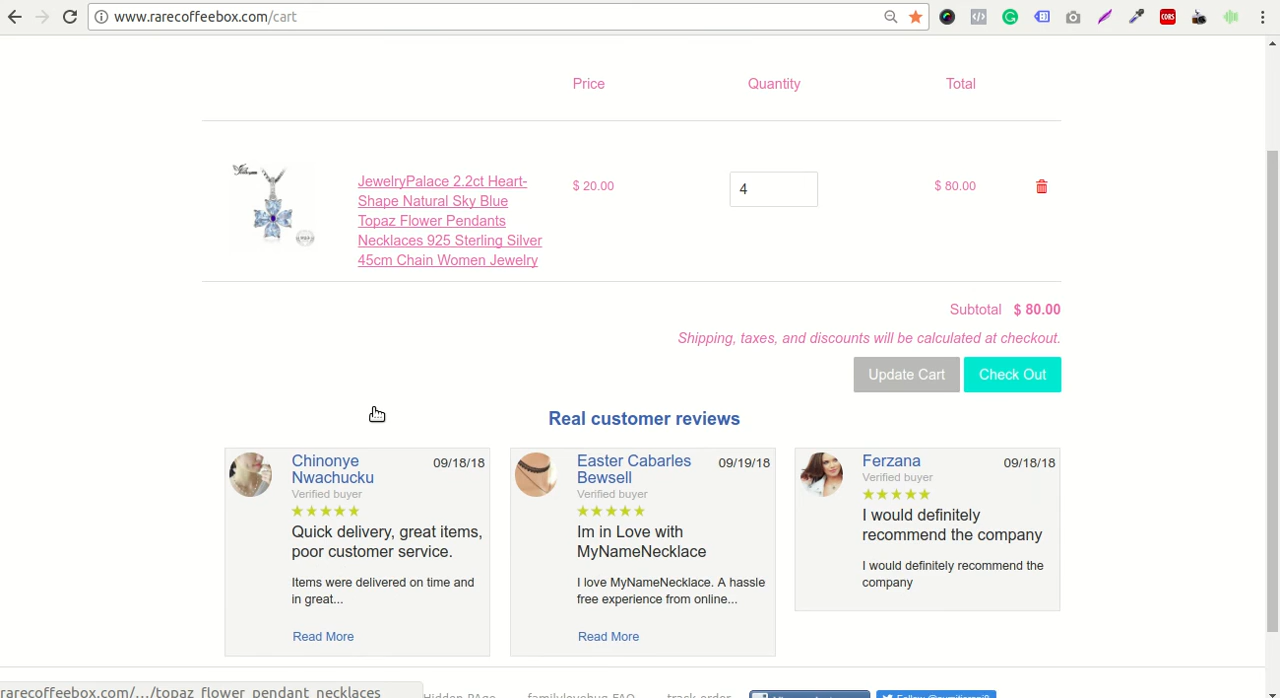 www.rarecoffeebox.com/cart
Price Quantity Total
JewelryPalace 2.2ct Heart-
Shape Natural Sky Blue
Topaz Flower Pendants
Necklaces 925 Sterling Silver
45cm Chain Women Jewelry
$ 20.00
4
$ 80.00
Subtotal $ 80.00
Shipping, taxes, and discounts will be calculated at checkout.
Update Cart Check Out
Real customer reviews
Chinonye
Nwachucku
09/18/18
Verified buyer
Quick delivery, great items,
poor customer service.
Items were delivered on time and
in great...
Read More
Easter Cabarles
Bewsell
09/19/18
Verified buyer
Im in Love with
MyNameNecklace
I love MyNameNecklace. A hassle
free experience from online...
Read More
Ferzana
09/18/18
Verified buyer
I would definitely
recommend the company
I would definitely recommend the
company
rarecoffeebox.com/.../topaz_flower_pendant_necklaces
Hidden PAge familylovebug FAQ track order